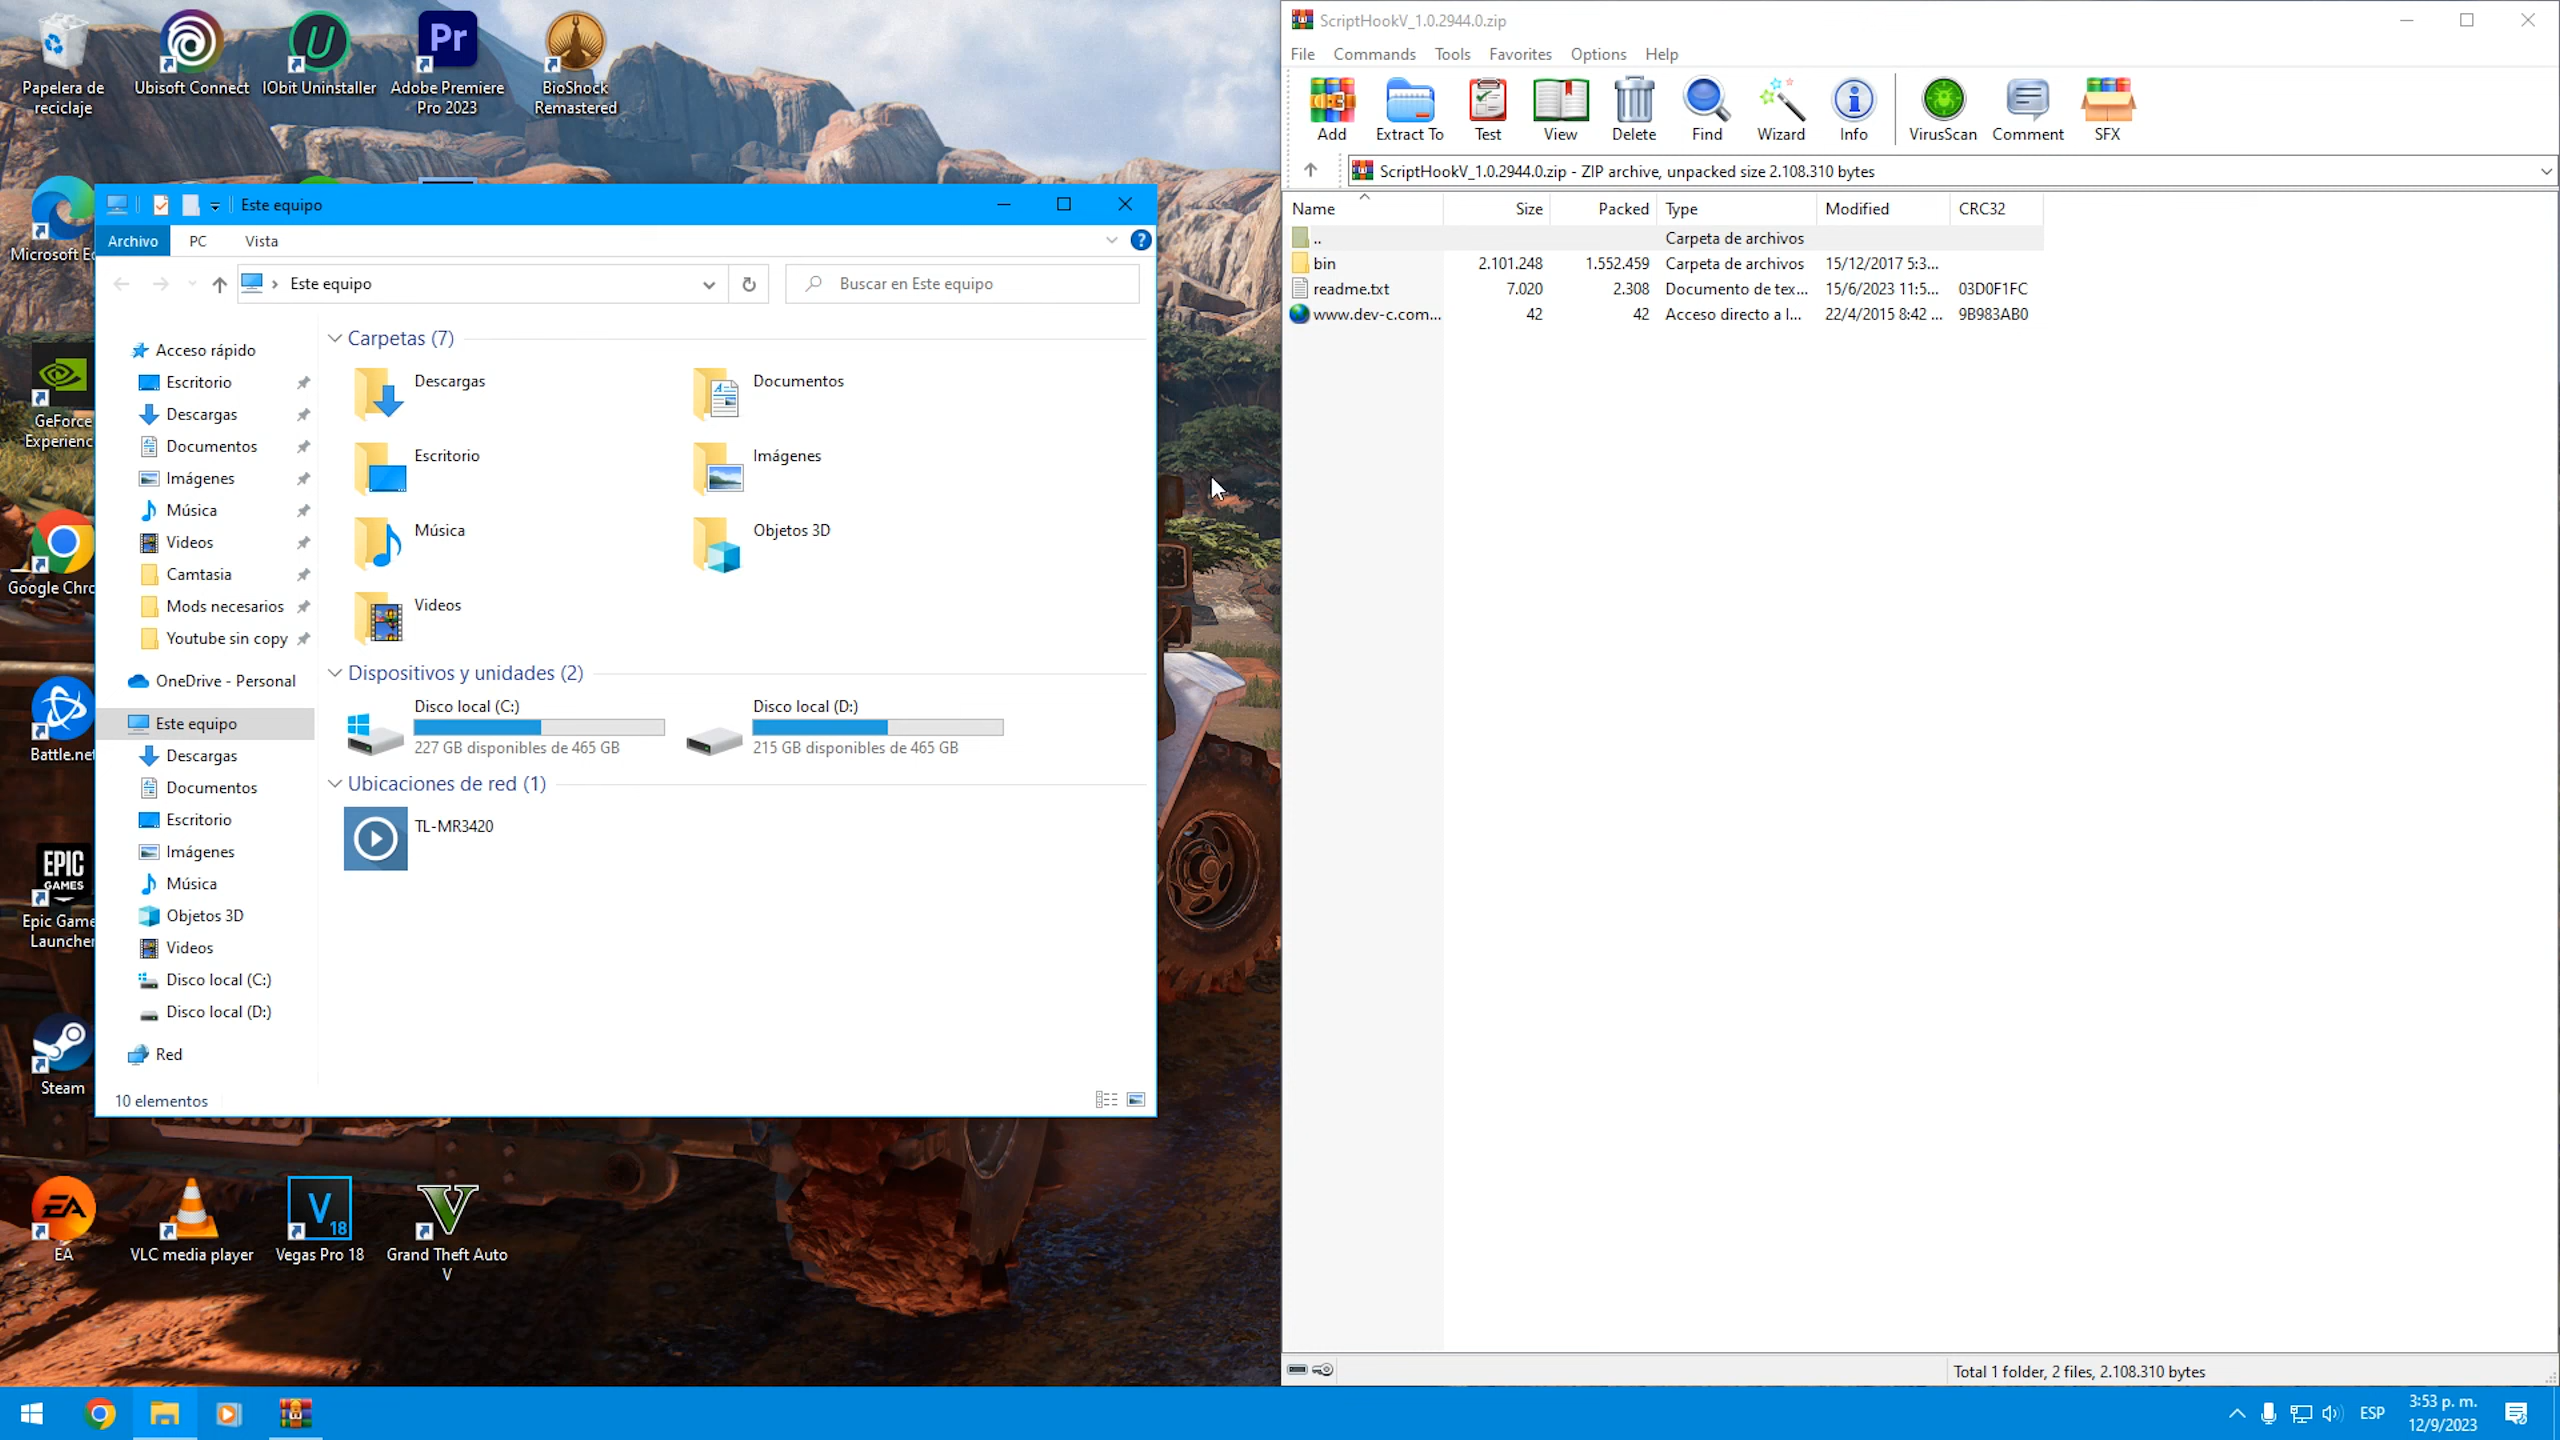 Papelera de
reciclaje
Ubisoft Connect
IObit Uninstaller
Pr
Adobe Premiere
Pro 2023
BioShock
Remastered
Microsoft Ed
GeForce
Experienc
Google Chro
Battle.net
EPIC
GAMES
Epic Game
Launcher
Steam
EA
EA
VLC media player
V
18
Vegas Pro 18
Grand Theft Auto
V
Este equipo
Archivo
PC
Vista
Este equipo
Buscar en Este equipo
Acceso rápido
Escritorio
Descargas
Documentos
Imágenes
Música
Videos
Camtasia
Mods necesarios
Youtube sin copy
OneDrive - Personal
Este equipo
Descargas
Documentos
Escritorio
Imágenes
Música
Objetos 3D
Videos
Disco local (C:)
Disco local (D:)
Red
10 elementos
Carpetas (7)
Descargas
Documentos
Escritorio
Imágenes
Música
Objetos 3D
Videos
Dispositivos y unidades (2)
Disco local (C:)
227 GB disponibles de 465 GB
Disco local (D:)
215 GB disponibles de 465 GB
Ubicaciones de red (1)
TL-MR3420
ScriptHookV_1.0.2944.0.zip
File Commands Tools Favorites Options Help
Add Extract To Test View Delete Find Wizard Info VirusScan Comment SFX
ScriptHookV_1.0.2944.0.zip - ZIP archive, unpacked size 2.108.310 bytes
Name Size Packed Type Modified CRC32
.. Carpeta de archivos
bin 2.101.248 1.552.459 Carpeta de archivos 15/12/2017 5:3...
readme.txt 7.020 2.308 Documento de tex... 15/6/2023 11:5... 03D0F1FC
www.dev-c.com... 42 42 Acceso directo a l... 22/4/2015 8:42 ... 9B983AB0
Total 1 folder, 2 files, 2.108.310 bytes
ESP
3:53 p. m.
12/9/2023